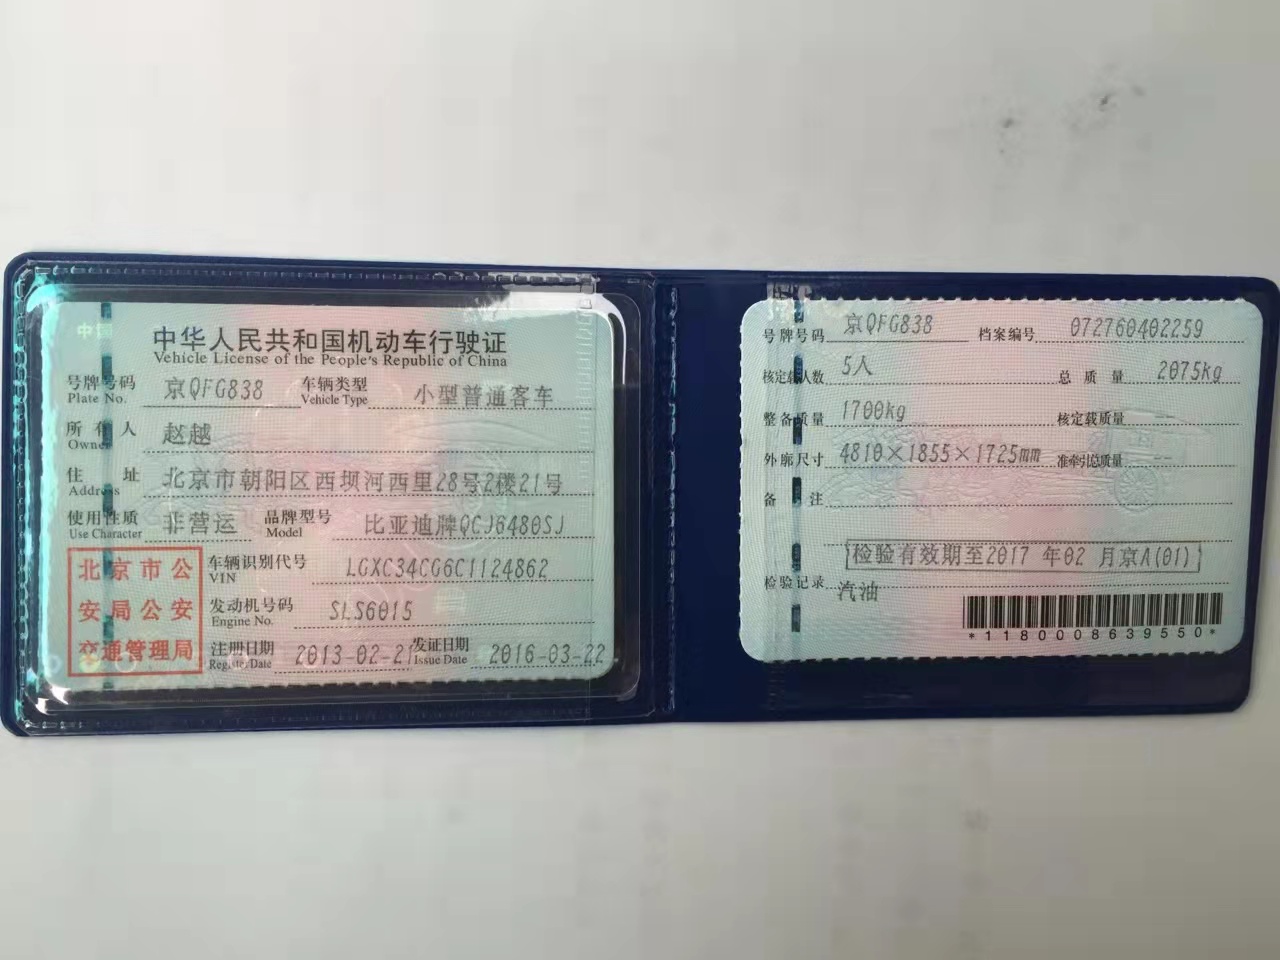 中国
中华人民共和国机动车行驶证
Vehicle License of the People's Republic of China
号牌号码 京QFG838 车辆类型 小型普通客车
Plate No. Vehicle Type
所有人 赵越
Owner
住址 北京市朝阳区西坝河西里28号2楼21号
Address
使用性质 非营运 品牌型号 比亚迪牌QCJ6480SJ
Use Character Model
北京市公
安局公安
交通管理局
车辆识别代号 LGXC34CG6C1124862
VIN
发动机号码 SLS6015
Engine No.
注册日期 2013-02-21 发证日期 2016-03-22
Register Date Issue Date
号牌号码 京QFG838 档案编号 072760402259
核定载人数 5人 总质量 2075kg
整备质量 1700kg 核定载质量 --
外廓尺寸 4810×1855×1725mm 准牵引总质量 --
备注
检验有效期至2017 年02 月京A(01)
检验记录
汽油
*1180008639550*